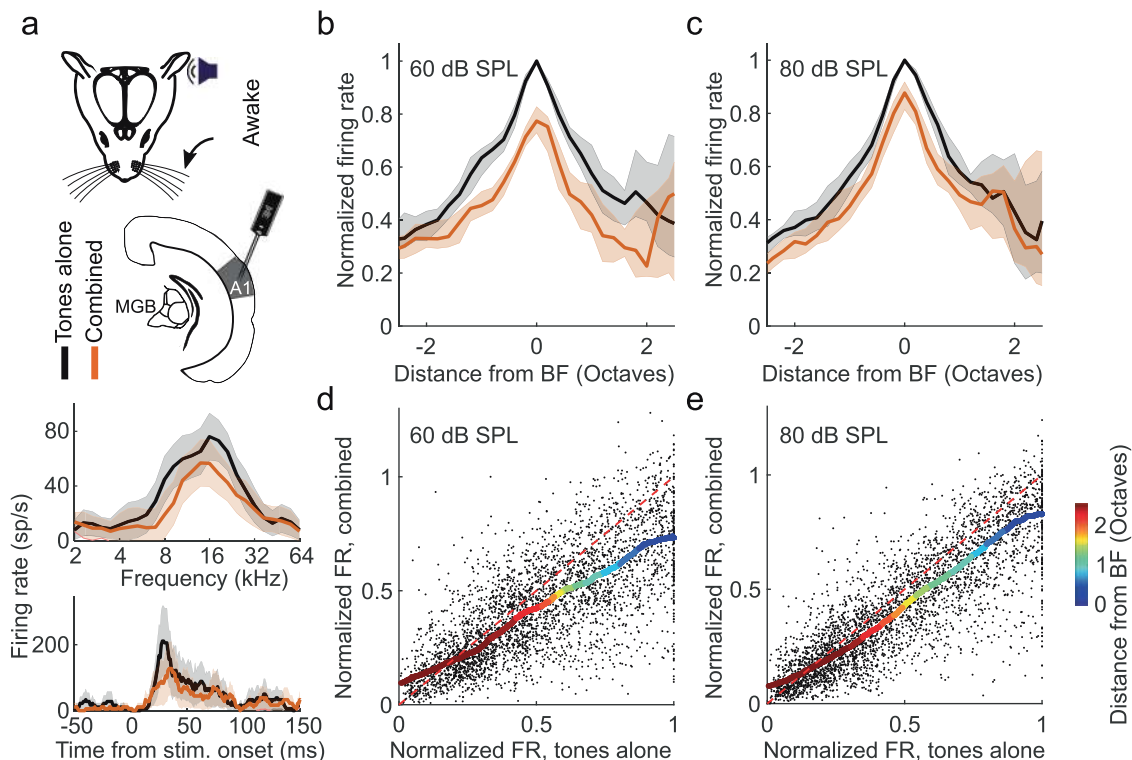 a
Awake
Tones alone
Combined
MGB
A1
Firing rate (sp/s)
80
40
0
2
4
8
16
32
64
Frequency (kHz)
200
0
-50
0
50
100
150
Time from stim. onset (ms)
b
60 dB SPL
Normalized firing rate
1
0.8
0.6
0.4
0.2
0
-2
0
2
Distance from BF (Octaves)
c
80 dB SPL
Normalized firing rate
1
0.8
0.6
0.4
0.2
0
-2
0
2
Distance from BF (Octaves)
d
60 dB SPL
Normalized FR, combined
1
0.5
0
0
0.5
1
Normalized FR, tones alone
e
80 dB SPL
Normalized FR, combined
1
0.5
0
0
0.5
1
Normalized FR, tones alone
2
1
0
Distance from BF (Octaves)